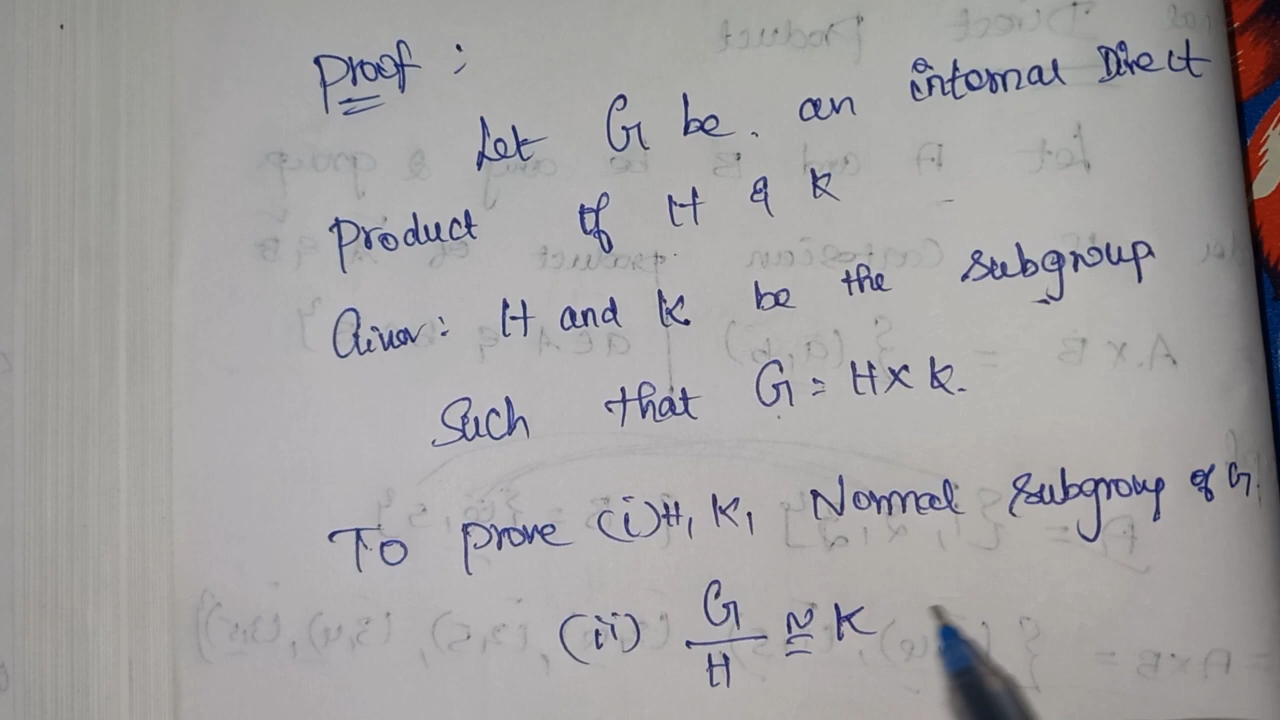 Proof :
Let G be. an internal Direct
Product of H & K
Given: H and K be the subgroup
Such that G = H × K.
To prove (i) H, K, Normal subgroup of G.
(ii) G/H ≅ K